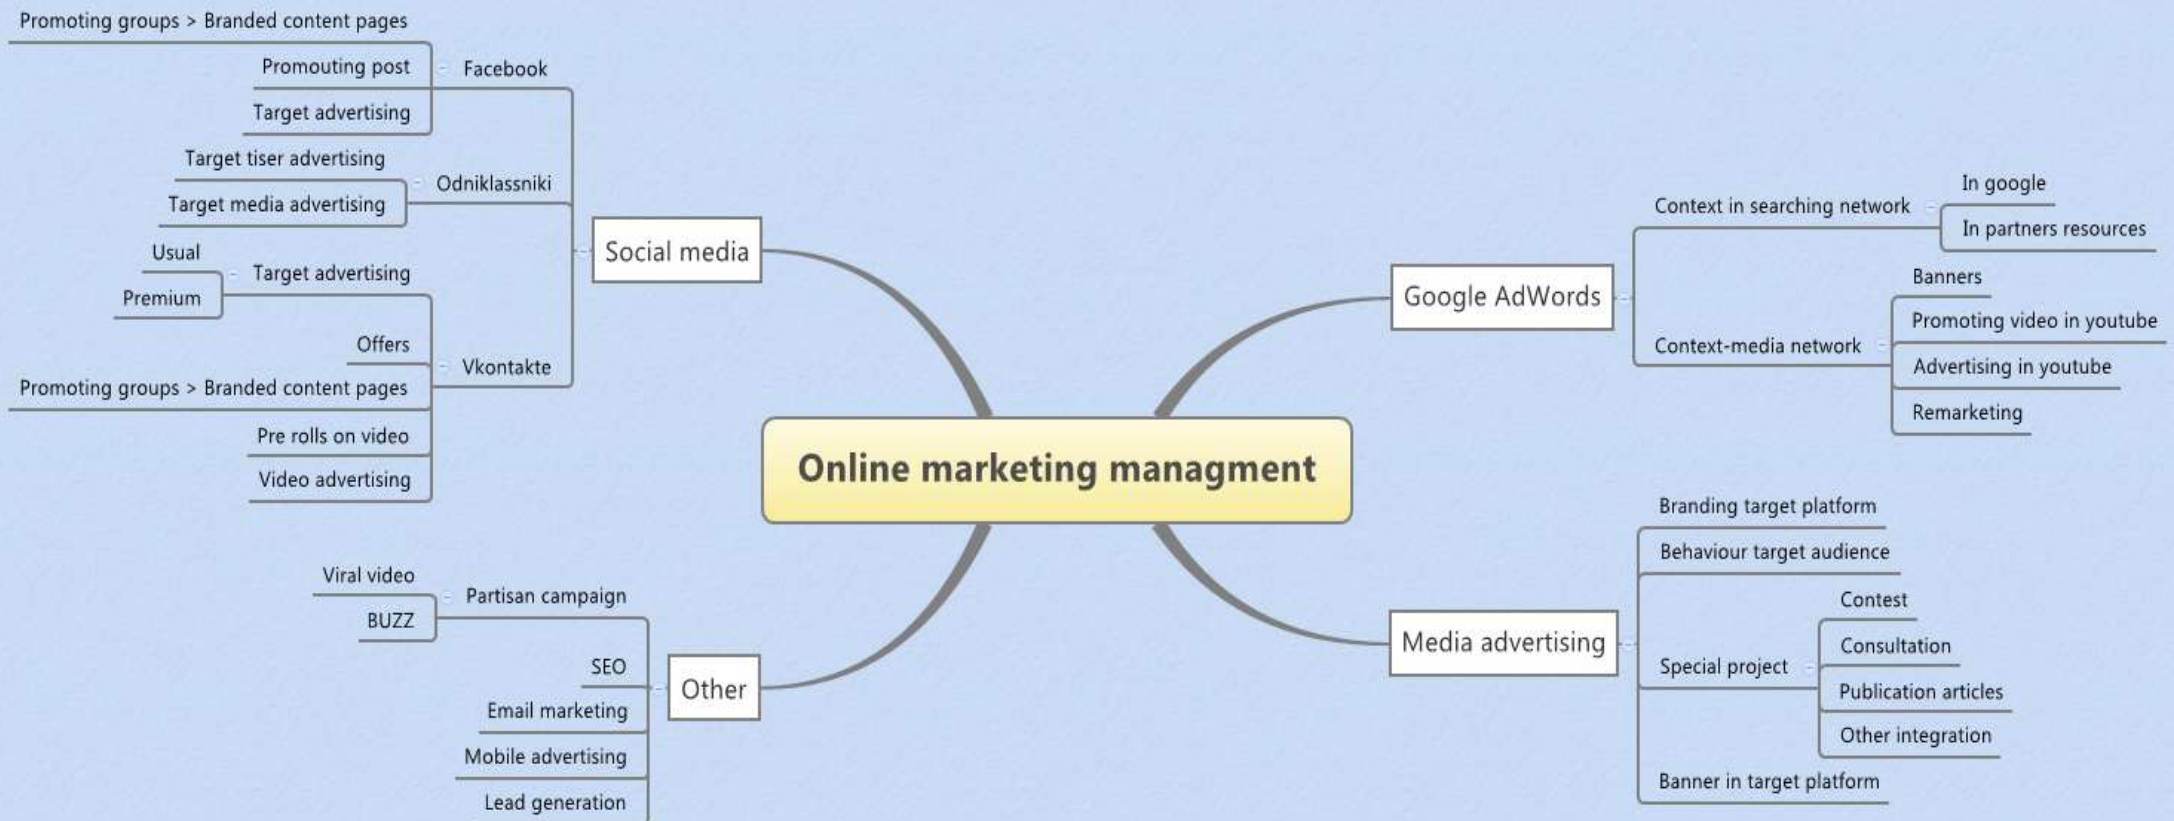 Promoting groups > Branded content pages
Promouting post
Facebook
Target advertising
Target tiser advertising
Odniklassniki
Target media advertising
Social media
Usual
Target advertising
Premium
Offers
Vkontakte
Promoting groups > Branded content pages
Pre rolls on video
Video advertising
Online marketing managment
Viral video
Partisan campaign
BUZZ
SEO
Other
Email marketing
Mobile advertising
Lead generation
Google AdWords
Context in searching network
In google
In partners resources
Context-media network
Banners
Promoting video in youtube
Advertising in youtube
Remarketing
Media advertising
Branding target platform
Behaviour target audience
Special project
Contest
Consultation
Publication articles
Other integration
Banner in target platform